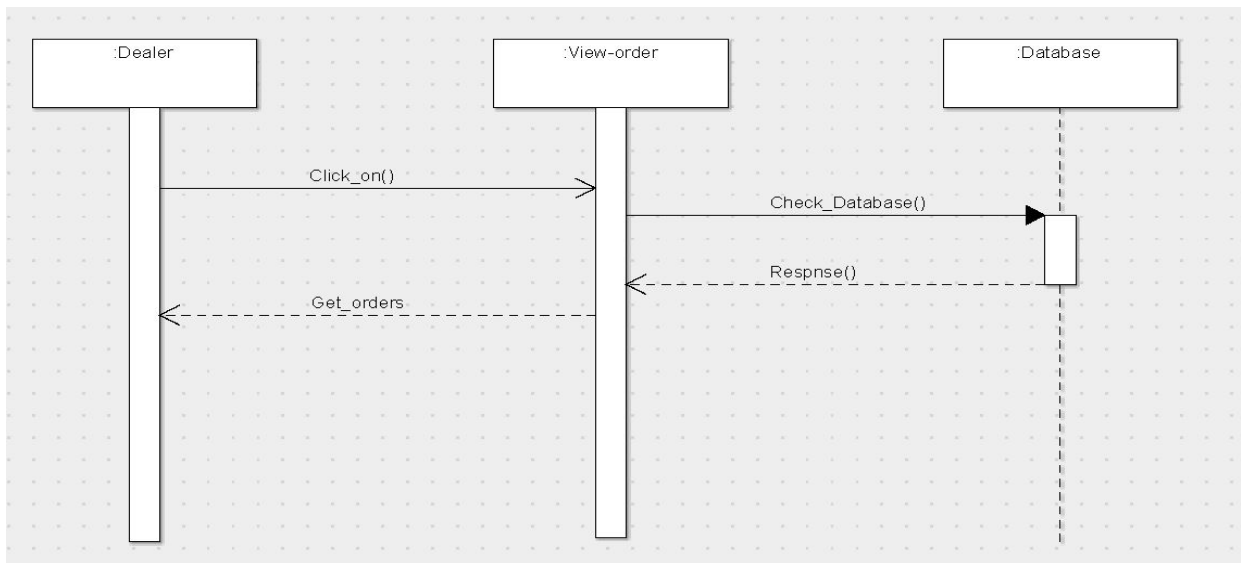 :Dealer
:View-order
:Database
Click_on()
Check_Database()
Respnse()
Get_orders